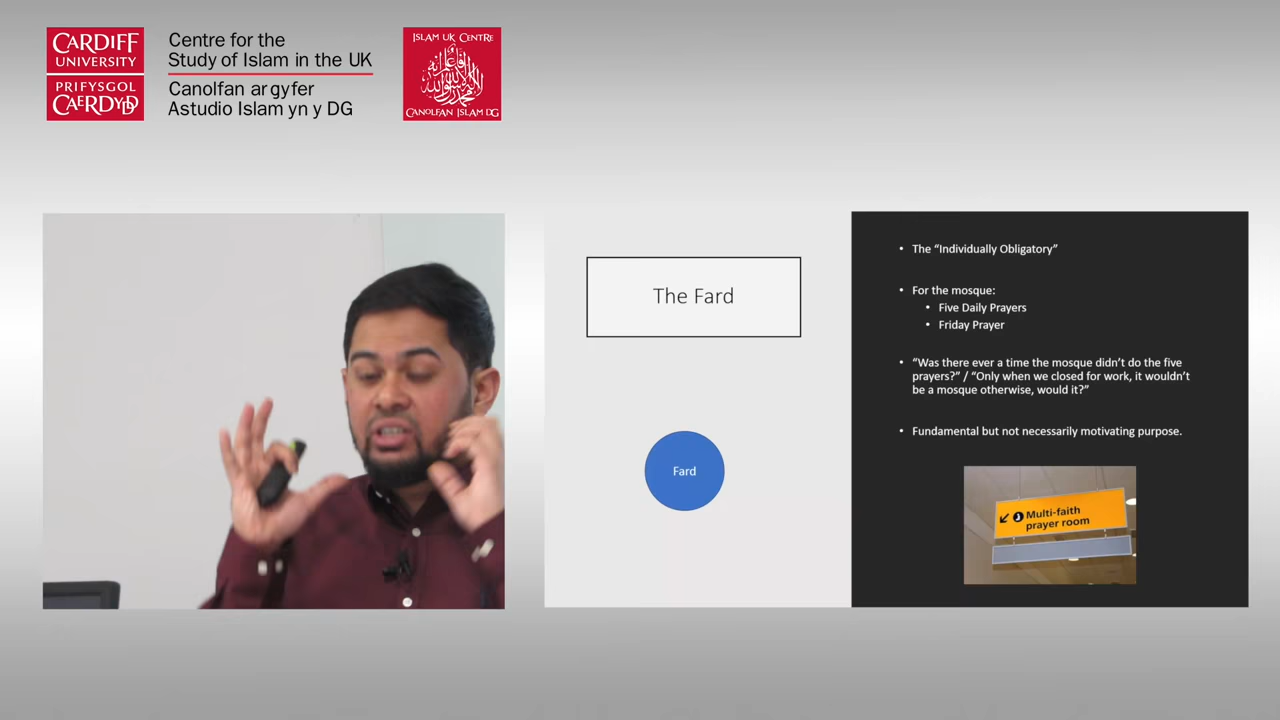 CARDIFF
UNIVERSITY
PRIFYSGOL
CAERDYDD
Centre for the
Study of Islam in the UK
Canolfan ar gyfer
Astudio Islam yn y DG
ISLAM UK CENTRE
CANOLFAN ISLAM DG
The Fard
Fard
• The “Individually Obligatory”
• For the mosque:
• Five Daily Prayers
• Friday Prayer
• “Was there ever a time the mosque didn’t do the five
prayers?” / “Only when we closed for work, it wouldn’t
be a mosque otherwise, would it?”
• Fundamental but not necessarily motivating purpose.
Multi-faith
prayer room